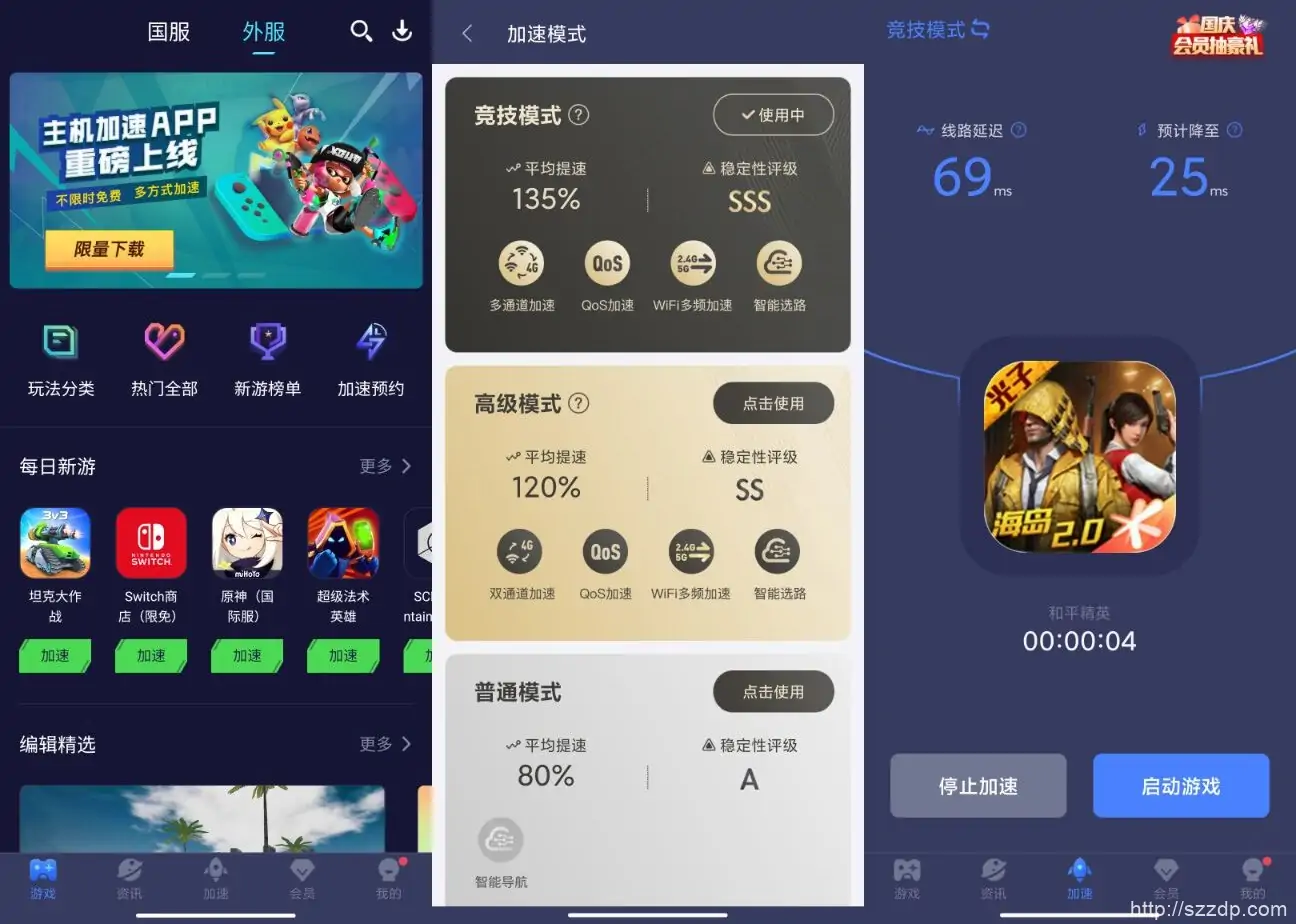 国服
外服
主机加速APP
重磅上线
不限时免费 多方式加速
限量下载
玩法分类
热门全部
新游榜单
加速预约
每日新游
更多
3v3
坦克大作
战
加速
NINTENDO
SWITCH
Switch商
店（限免）
加速
miHoYo
原神（国
际服）
加速
超级法术
英雄
加速
编辑精选
更多
游戏
资讯
加速
会员
我的
加速模式
竞技模式 ?
使用中
平均提速
135%
稳定性评级
SSS
4G
QoS
2.4G
5G
多通道加速
QoS加速
WiFi多频加速
智能选路
高级模式 ?
点击使用
平均提速
120%
稳定性评级
SS
4G
QoS
2.4G
5G
双通道加速
QoS加速
WiFi多频加速
智能选路
普通模式
点击使用
平均提速
80%
稳定性评级
A
智能导航
竞技模式
国庆
会员抽豪礼
线路延迟 ?
69ms
预计降至 ?
25ms
光子
海岛2.0
和平精英
00:00:04
停止加速
启动游戏
游戏
资讯
加速
会员
我的
http://szzdp.com